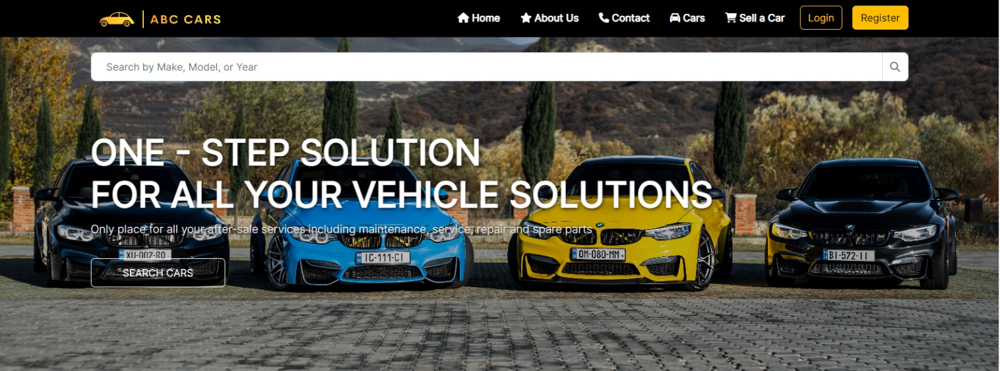 ABC CARS
Home About Us Contact Cars Sell a Car Login Register
Search by Make, Model, or Year
ONE - STEP SOLUTION
FOR ALL YOUR VEHICLE SOLUTIONS
Only place for all your after-sale services including maintenance, service, repair and spare parts.
XU-007-RO IC-111-CI OM-080-MM BI-572-II
SEARCH CARS